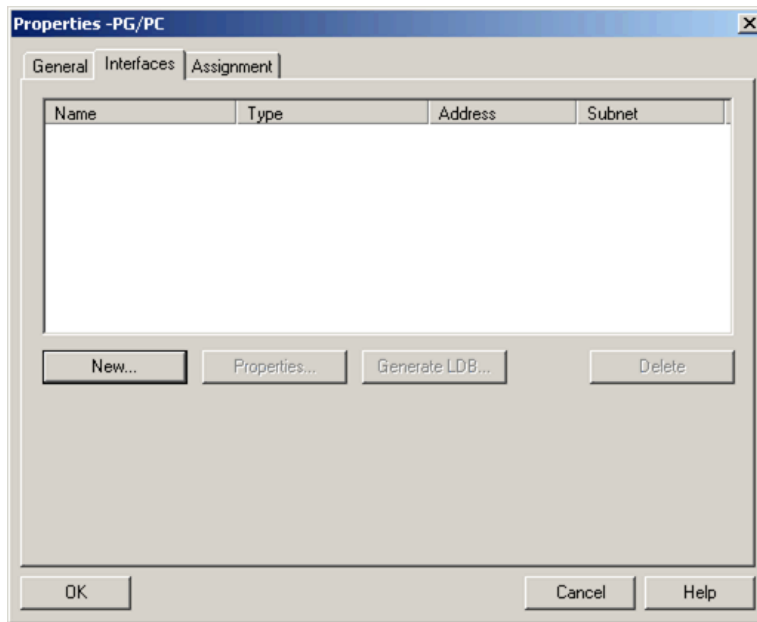 Properties -PG/PC
General Interfaces Assignment
Name Type Address Subnet
New... Properties... Generate LDB... Delete
OK Cancel Help